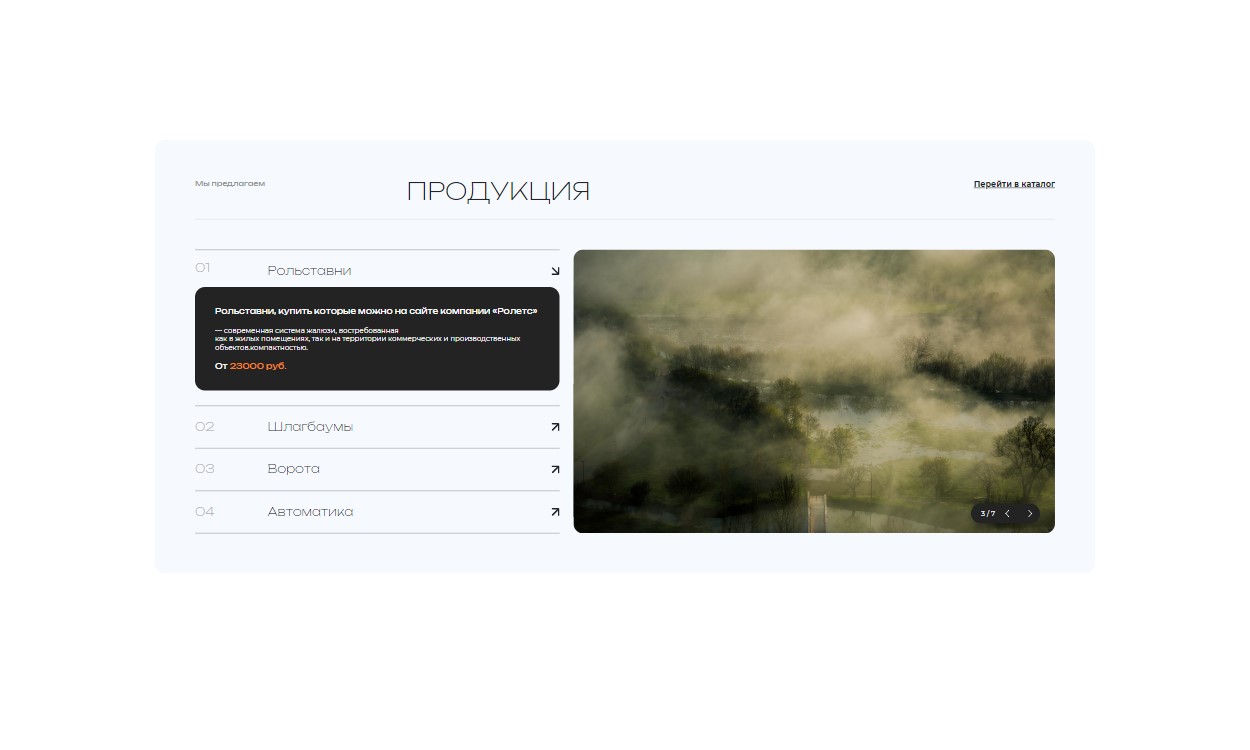 Мы предлагаем
ПРОДУКЦИЯ
Перейти в каталог
01 Рольставни
Рольставни, купить которые можно на сайте компании «Ролетс»
— современная система жалюзи, востребованная
как в жилых помещениях, так и на территории коммерческих и производственных
объектов.компактностью.
От 23000 руб.
02 Шлагбаумы
03 Ворота
04 Автоматика
3/7